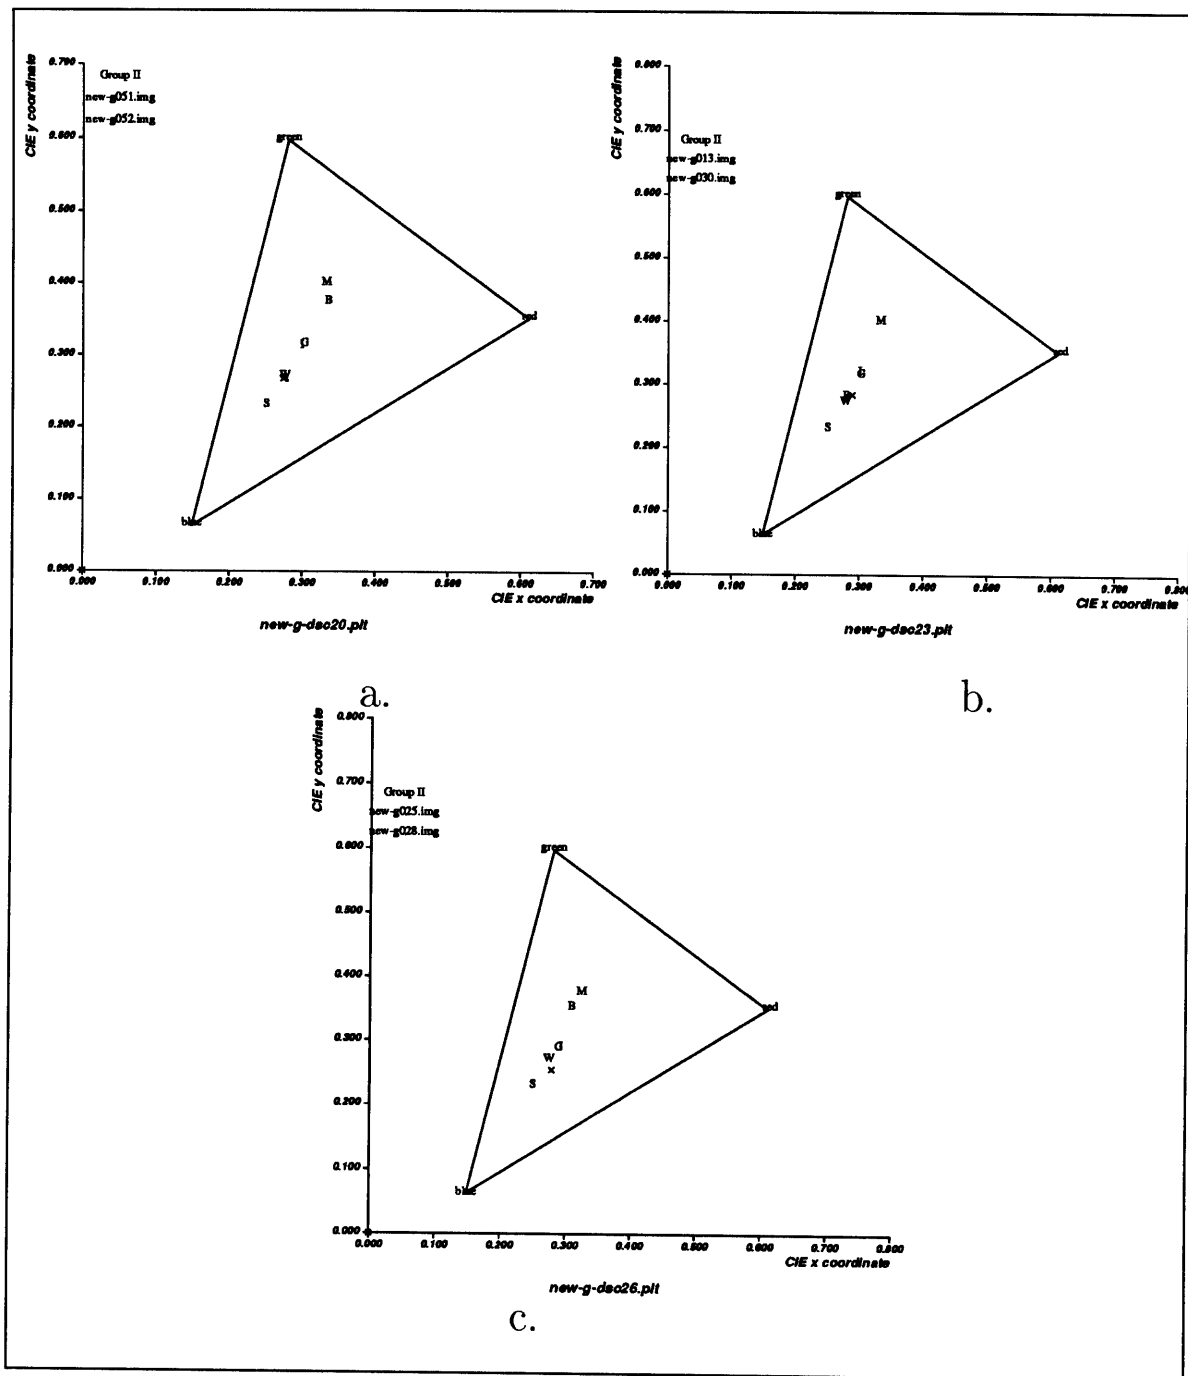 CIE y coordinate
0.700
Group II
new-g051.img
new-g052.img
0.600
green
0.500
0.400
M
B
red
G
0.300
W
x
S
0.200
0.100
blue
0.000
0.000 0.100 0.200 0.300 0.400 0.500 0.600 0.700
CIE x coordinate
new-g-dsc20.plt
a.
CIE y coordinate
0.800
0.700
Group II
new-g013.img
new-g030.img
0.600
green
0.500
0.400
M
red
G
0.300
B
x
W
S
0.200
0.100
blue
0.000
0.000 0.100 0.200 0.300 0.400 0.500 0.600 0.700 0.800
CIE x coordinate
new-g-dsc23.plt
b.
CIE y coordinate
0.800
0.700
Group II
new-g025.img
new-g028.img
0.600
green
0.500
0.400
M
B
red
0.300
G
W
x
S
0.200
0.100
blue
0.000
0.000 0.100 0.200 0.300 0.400 0.500 0.600 0.700 0.800
CIE x coordinate
new-g-dsc26.plt
c.